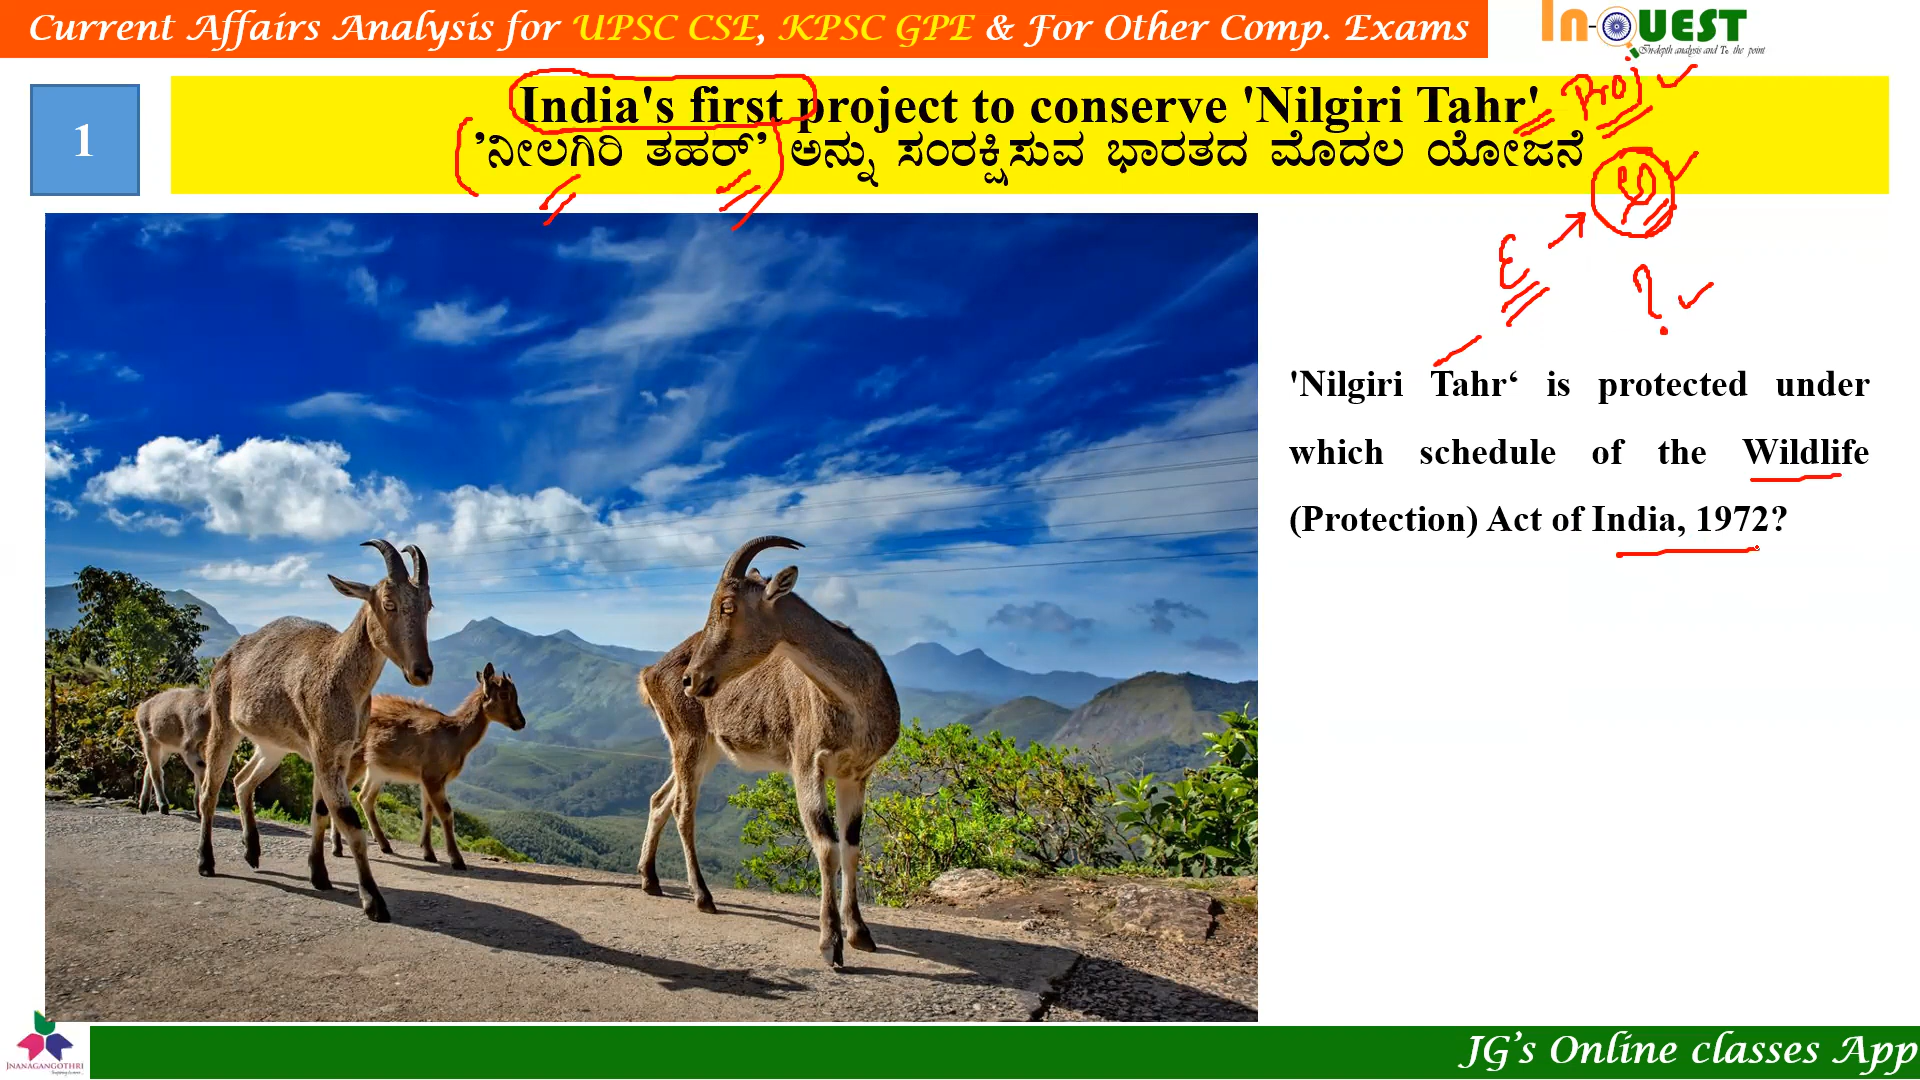 Current Affairs Analysis for UPSC CSE, KPSC GPE & For Other Comp. Exams
In-QUEST
In-depth analysis and To the point
1
India's first project to conserve 'Nilgiri Tahr'
'ನೀಲಗಿರಿ ತಹರ್' ಅನ್ನು ಸಂರಕ್ಷಿಸುವ ಭಾರತದ ಮೊದಲ ಯೋಜನೆ
Proj
E
?
'Nilgiri Tahr‘ is protected under
which schedule of the Wildlife
(Protection) Act of India, 1972?
JNANAGANGOTHRI
JG’s Online classes App